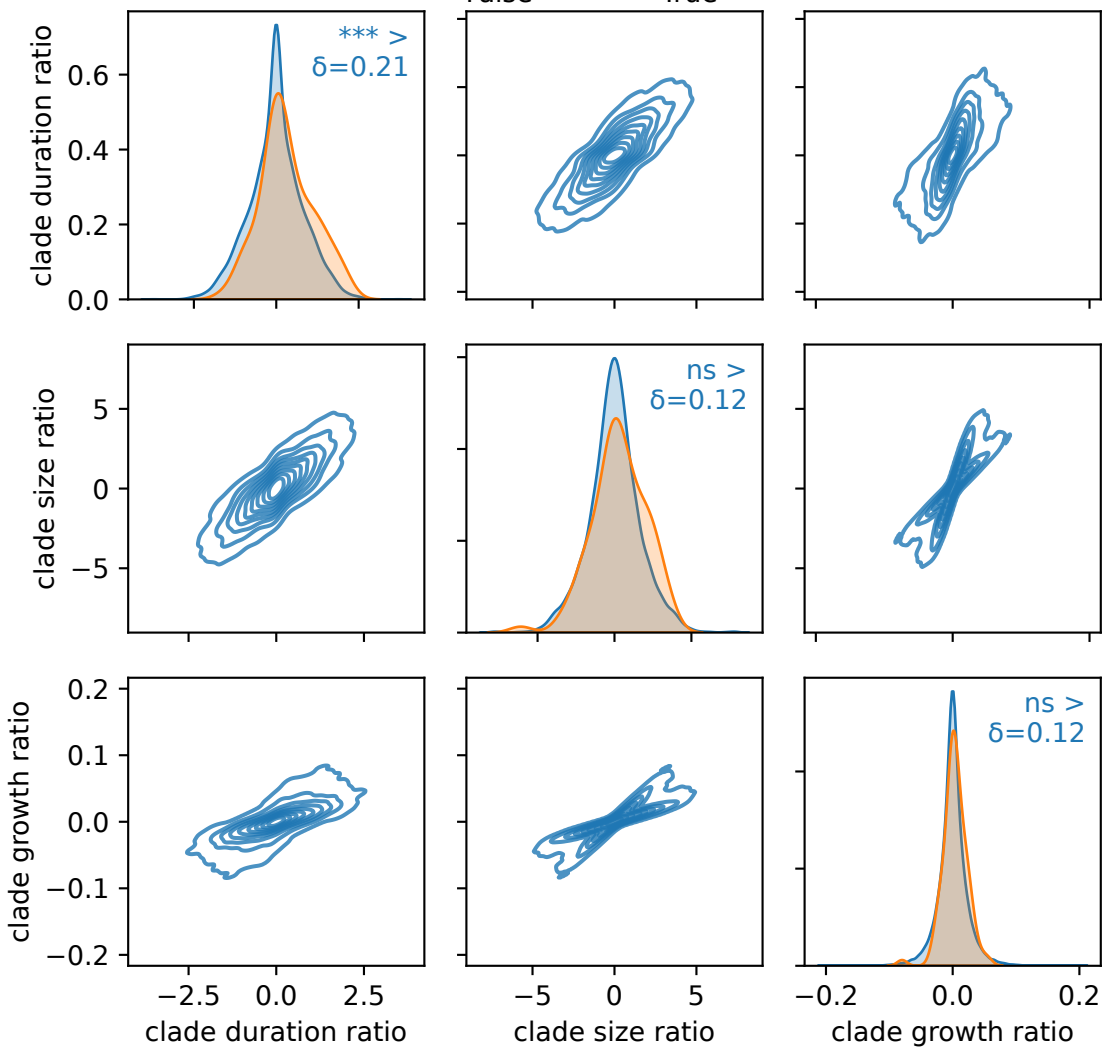 *** >
δ=0.21
clade duration ratio
0.6
0.4
0.2
0.0
ns >
δ=0.12
clade size ratio
5
0
−5
ns >
δ=0.12
clade growth ratio
0.2
0.1
0.0
−0.1
−0.2
−2.5 0.0 2.5 −5 0 5 −0.2 0.0 0.2
clade duration ratio clade size ratio clade growth ratio